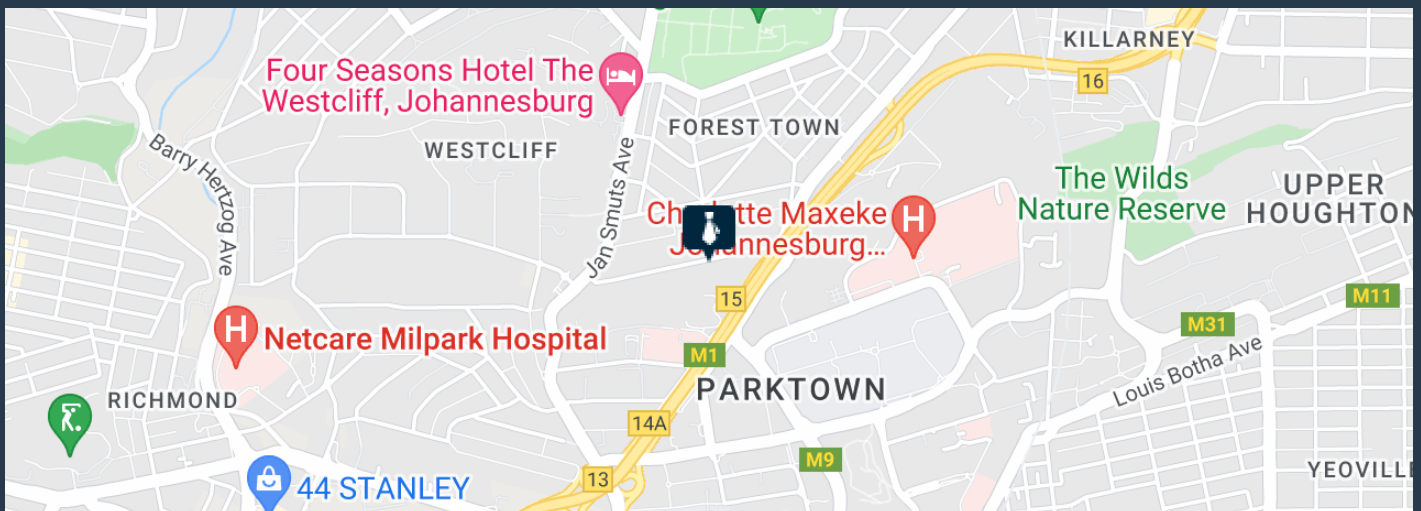 KILLARNEY
Four Seasons Hotel The
Westcliff, Johannesburg
16
FOREST TOWN
WESTCLIFF
Barry Hertzog Ave
Jan Smuts Ave
The Wilds
Nature Reserve
UPPER
HOUGHTON
Maxeke
15
M11
M31
Netcare Milpark Hospital
H
H
M1
Louis Botha Ave
PARKTOWN
RICHMOND
14A
M9
YEOVILLE
13
44 STANLEY